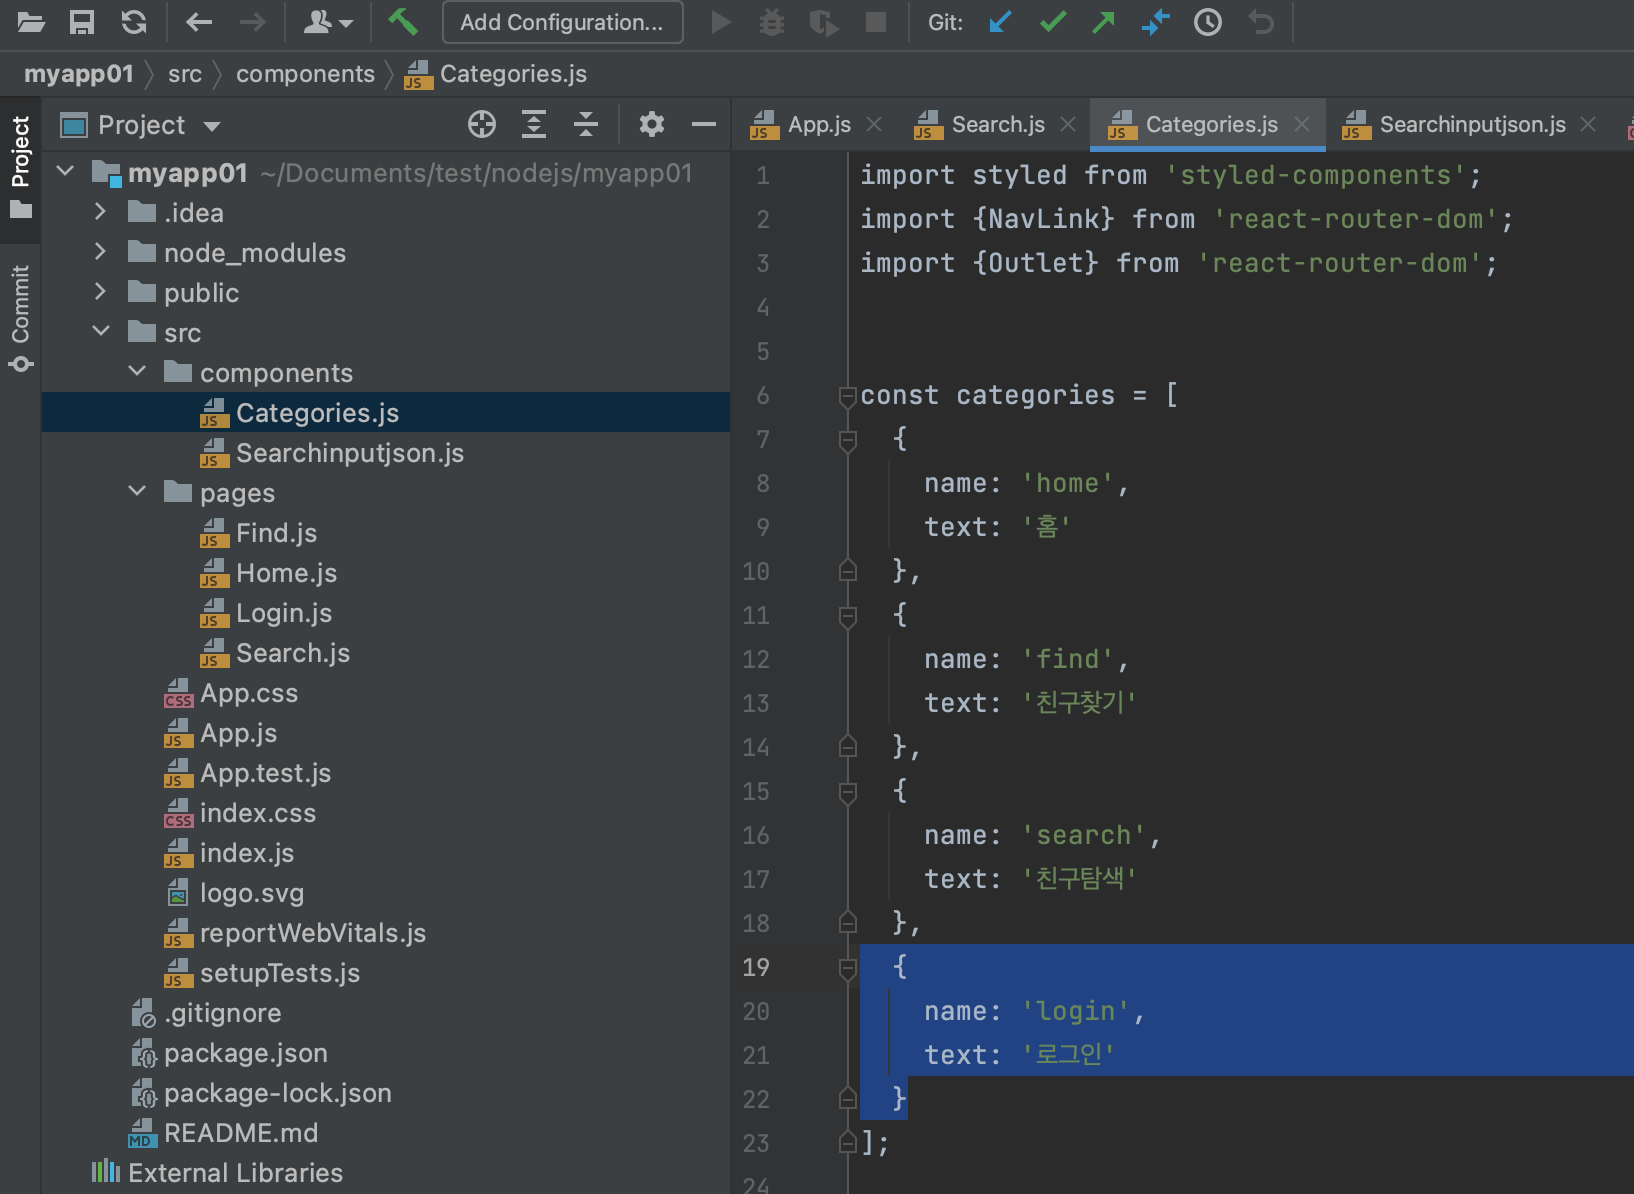 Add Configuration...
Git:
myapp01
src
components
Categories.js
Project
Commit
Project
myapp01 ~/Documents/test/nodejs/myapp01
.idea
node_modules
public
src
components
Categories.js
Searchinputjson.js
pages
Find.js
Home.js
Login.js
Search.js
App.css
App.js
App.test.js
index.css
index.js
logo.svg
reportWebVitals.js
setupTests.js
.gitignore
package.json
package-lock.json
README.md
External Libraries
App.js
Search.js
Categories.js
Searchinputjson.js
1 import styled from 'styled-components';
2 import {NavLink} from 'react-router-dom';
3 import {Outlet} from 'react-router-dom';
4
5
6 const categories = [
7 {
8 name: 'home',
9 text: '홈'
10 },
11 {
12 name: 'find',
13 text: '친구찾기'
14 },
15 {
16 name: 'search',
17 text: '친구탐색'
18 },
19 {
20 name: 'login',
21 text: '로그인'
22 }
23 ];
24